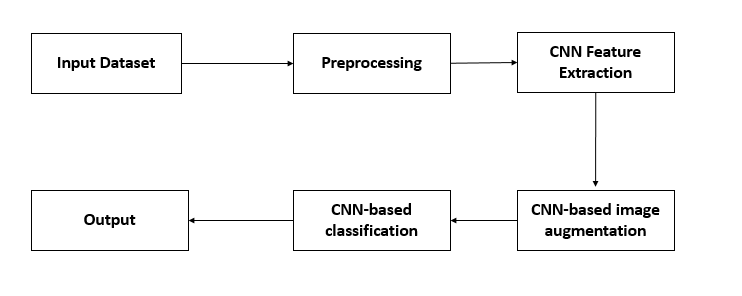 Input Dataset
Preprocessing
CNN Feature
Extraction
Output
CNN-based
classification
CNN-based image
augmentation